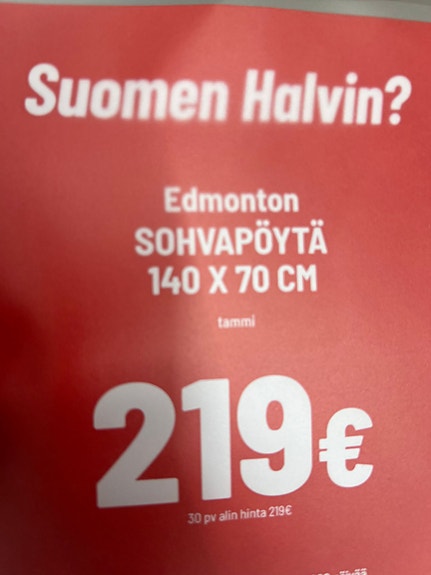 Suomen Halvin?
Edmonton
SOHVAPÖYTÄ
140 X 70 CM
tammi
219€
30 pv alin hinta 219€